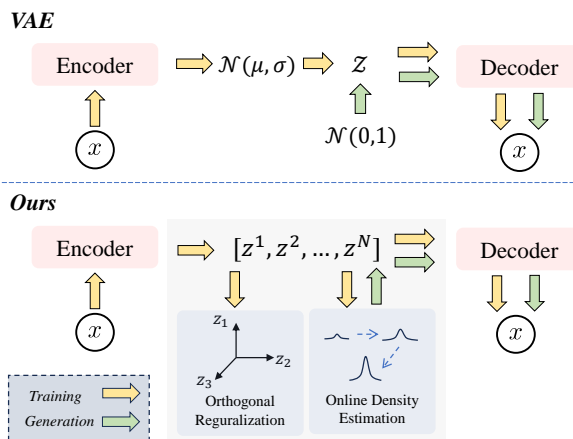 VAE
Encoder
𝒩(μ, σ)
𝒵
Decoder
𝒩(0,1)
x
x
Ours
Encoder
[z¹, z², ..., zᴺ]
Decoder
x
x
z₁
z₂
z₃
Orthogonal
Reguralization
Online Density
Estimation
Training
Generation